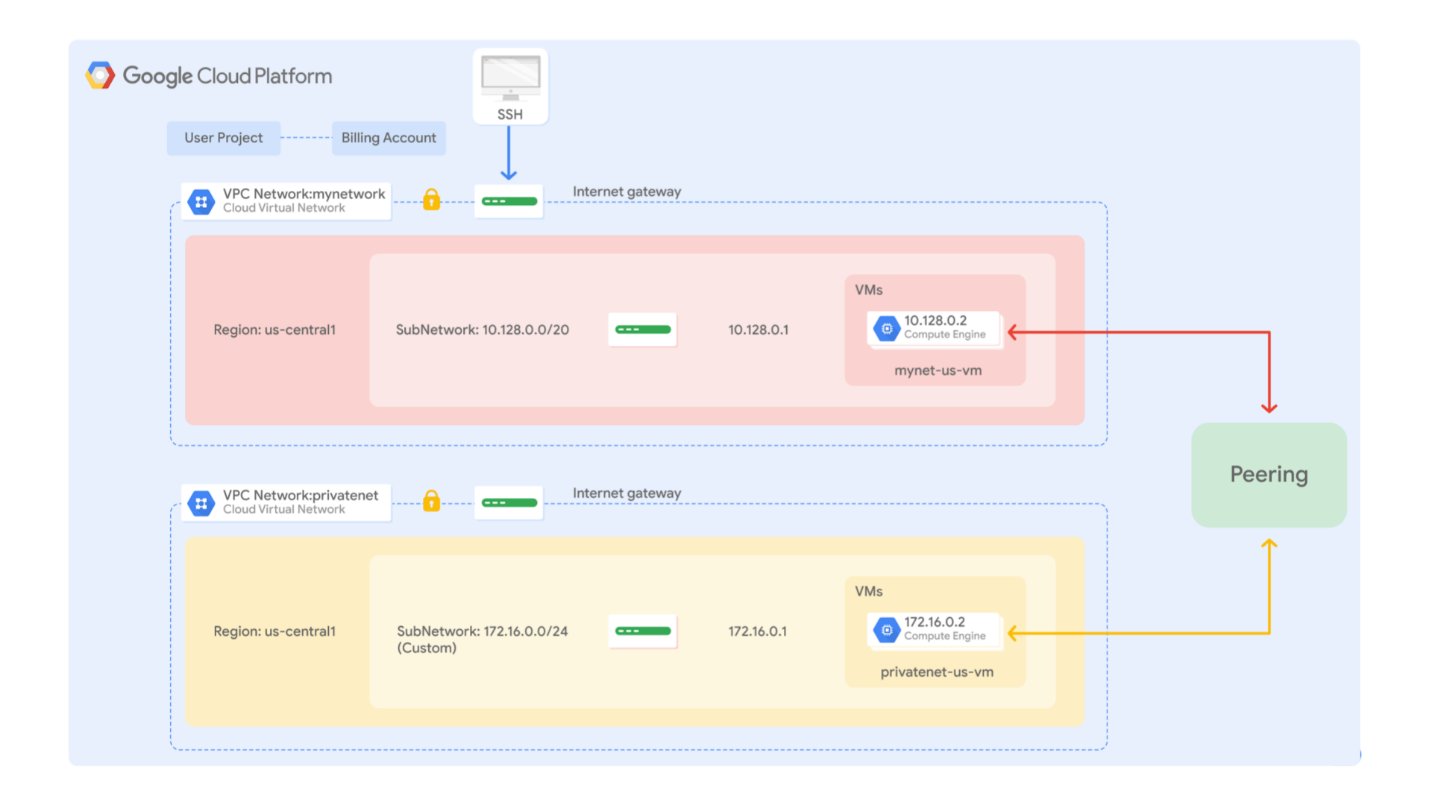 Google Cloud Platform
SSH
User Project
Billing Account
VPC Network:mynetwork
Cloud Virtual Network
Internet gateway
Region: us-central1
SubNetwork: 10.128.0.0/20
10.128.0.1
VMs
10.128.0.2
Compute Engine
mynet-us-vm
Peering
VPC Network:privatenet
Cloud Virtual Network
Internet gateway
Region: us-central1
SubNetwork: 172.16.0.0/24
(Custom)
172.16.0.1
VMs
172.16.0.2
Compute Engine
privatenet-us-vm